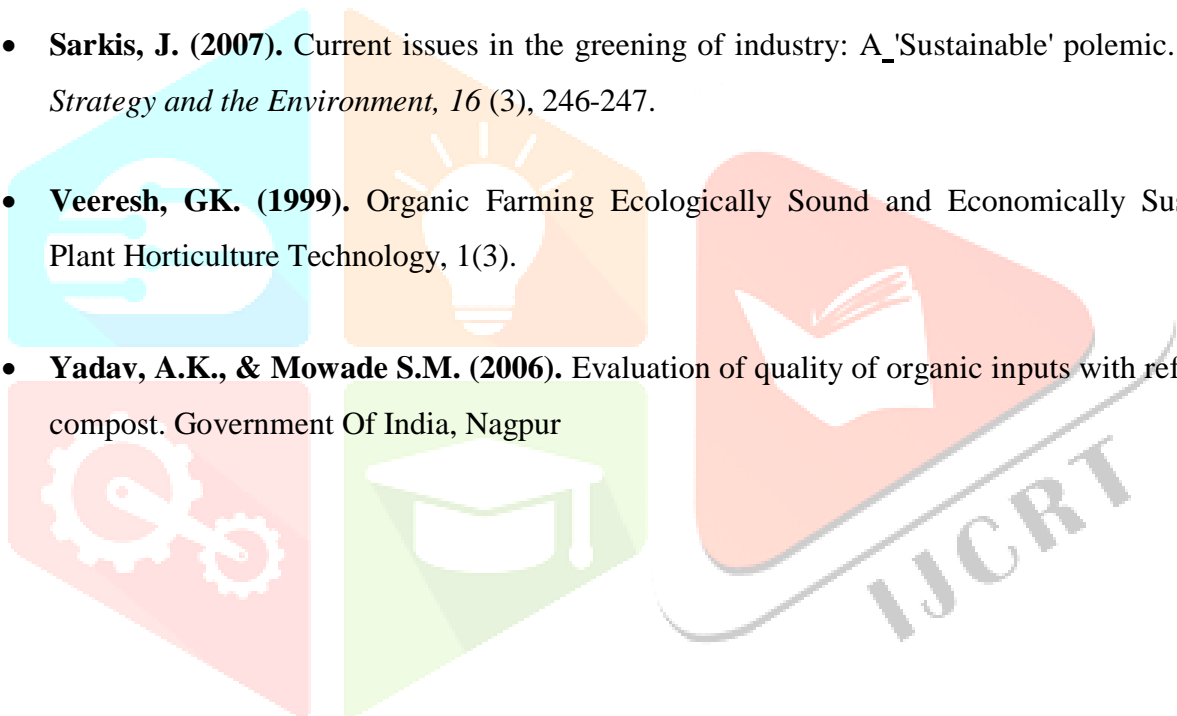 • Sarkis, J. (2007). Current issues in the greening of industry: A 'Sustainable' polemic.
Strategy and the Environment, 16 (3), 246-247.
• Veeresh, GK. (1999). Organic Farming Ecologically Sound and Economically
Plant Horticulture Technology, 1(3).
• Yadav, A.K., & Mowade S.M. (2006). Evaluation of quality of organic inputs with
compost. Government Of India, Nagpur
IJCRT